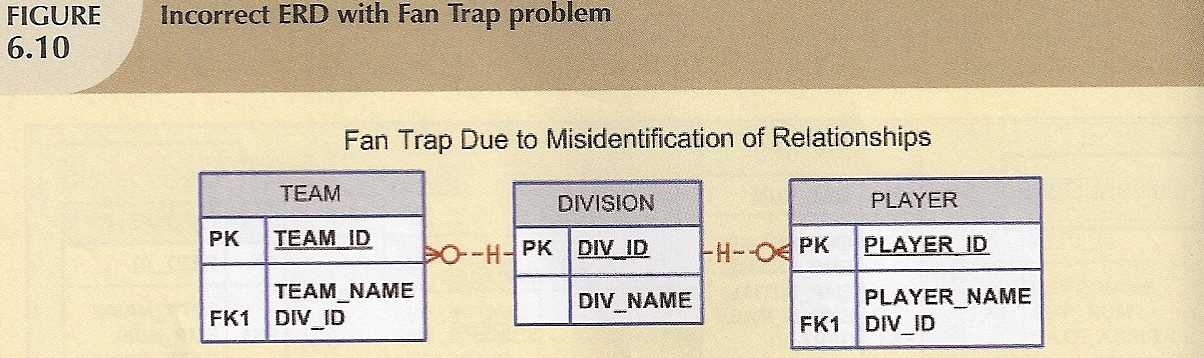 FIGURE 6.10
Incorrect ERD with Fan Trap problem
Fan Trap Due to Misidentification of Relationships
TEAM
PK TEAM_ID
TEAM_NAME
FK1 DIV_ID
DIVISION
PK DIV_ID
DIV_NAME
PLAYER
PK PLAYER_ID
PLAYER_NAME
FK1 DIV_ID